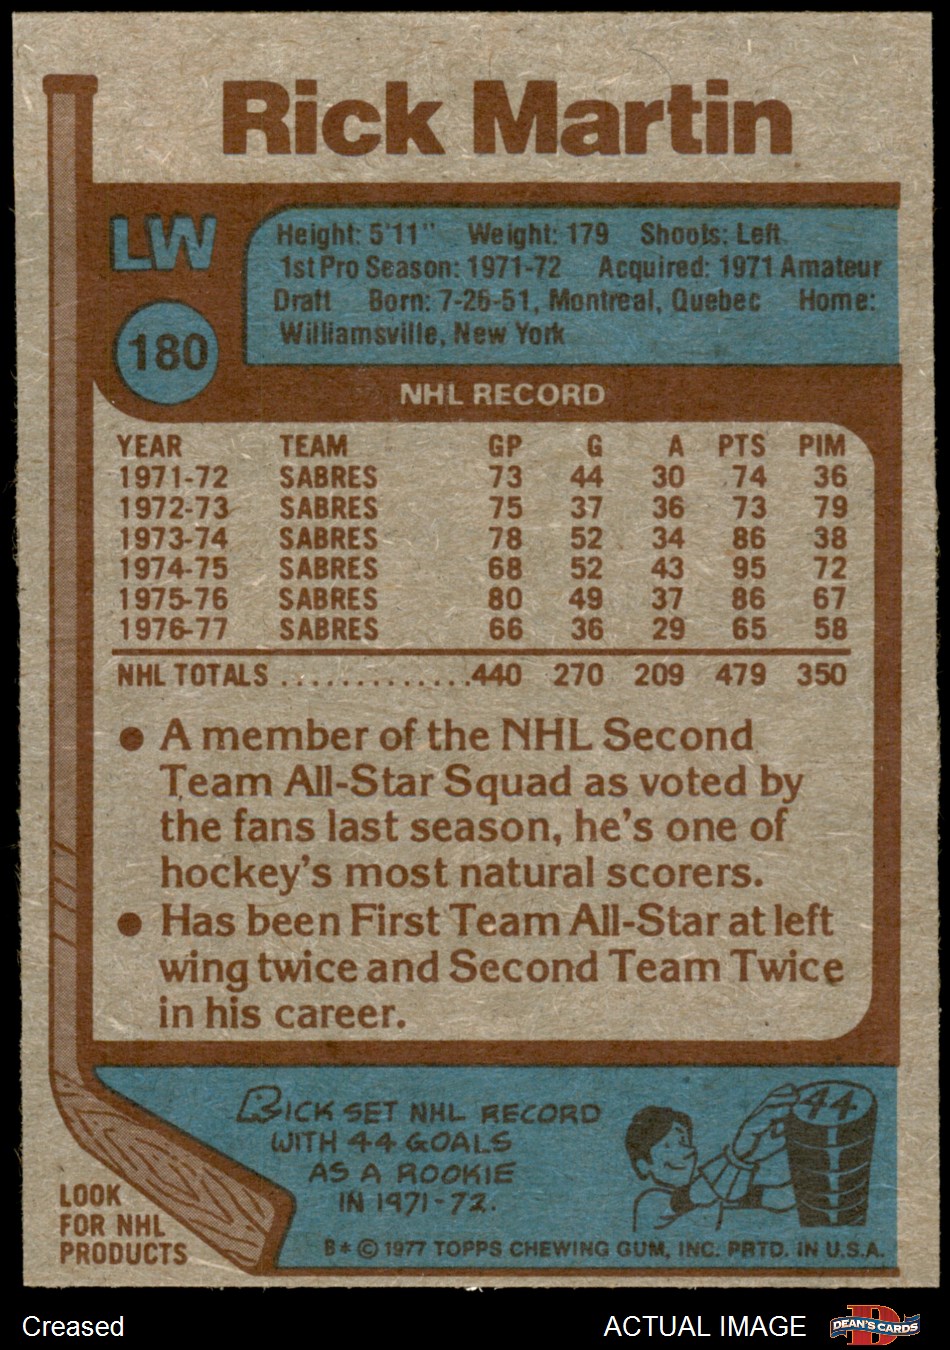 Rick Martin
LW
180
Height: 5'11" Weight: 179 Shoots: Left
1st Pro Season: 1971-72 Acquired: 1971 Amateur
Draft Born: 7-26-51, Montreal, Quebec Home:
Williamsville, New York
NHL RECORD
YEAR TEAM GP G A PTS PIM
1971-72 SABRES 73 44 30 74 36
1972-73 SABRES 75 37 36 73 79
1973-74 SABRES 78 52 34 86 38
1974-75 SABRES 68 52 43 95 72
1975-76 SABRES 80 49 37 86 67
1976-77 SABRES 66 36 29 65 58
NHL TOTALS ..............440 270 209 479 350
● A member of the NHL Second
Team All-Star Squad as voted by
the fans last season, he's one of
hockey's most natural scorers.
● Has been First Team All-Star at left
wing twice and Second Team Twice
in his career.
RICK SET NHL RECORD
WITH 44 GOALS
AS A ROOKIE
IN 1971-72.
44
LOOK
FOR NHL
PRODUCTS
B* © 1977 TOPPS CHEWING GUM, INC. PRTD. IN U.S.A.
Creased
ACTUAL IMAGE
D
DEAN'S CARDS